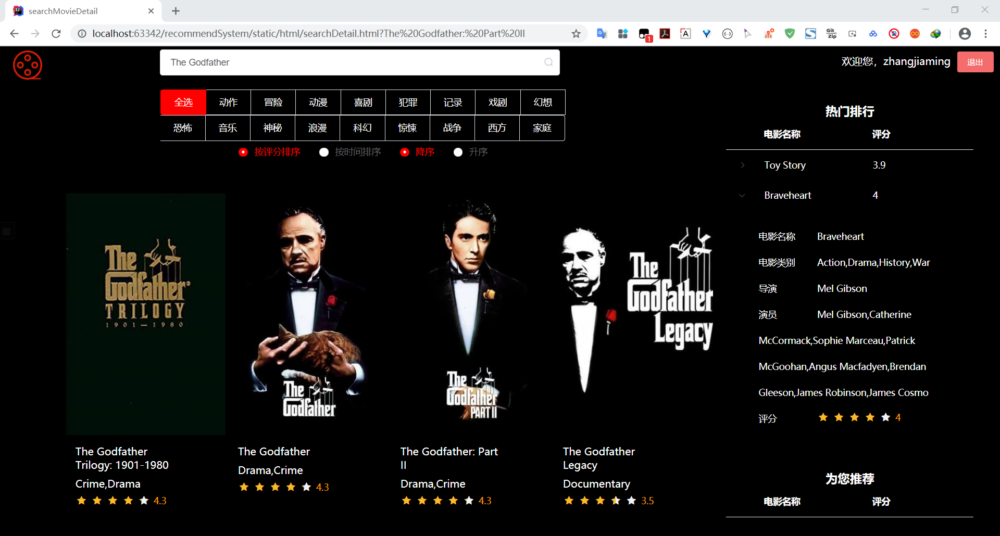 searchMovieDetail
localhost:63342/recommendSystem/static/html/searchDetail.html?The%20Godfather:%20Part%20II
1
A
Git
Zip
The Godfather
欢迎您，zhangjiaming
退出
全选 动作 冒险 动漫 喜剧 犯罪 记录 戏剧 幻想
恐怖 音乐 神秘 浪漫 科幻 惊悚 战争 西方 家庭
按评分排序 按时间排序 降序 升序
The
Godfather
TRILOGY
1901—1980
The
Godfather
The
Godfather
PART II
The
Godfather
Legacy
The Godfather
Trilogy: 1901-1980
Crime,Drama
4.3
The Godfather
Drama,Crime
4.3
The Godfather: Part
II
Drama,Crime
4.3
The Godfather
Legacy
Documentary
3.5
热门排行
电影名称 评分
Toy Story 3.9
Braveheart 4
电影名称 Braveheart
电影类别 Action,Drama,History,War
导演 Mel Gibson
演员 Mel Gibson,Catherine
McCormack,Sophie Marceau,Patrick
McGoohan,Angus Macfadyen,Brendan
Gleeson,James Robinson,James Cosmo
评分 4
为您推荐
电影名称 评分